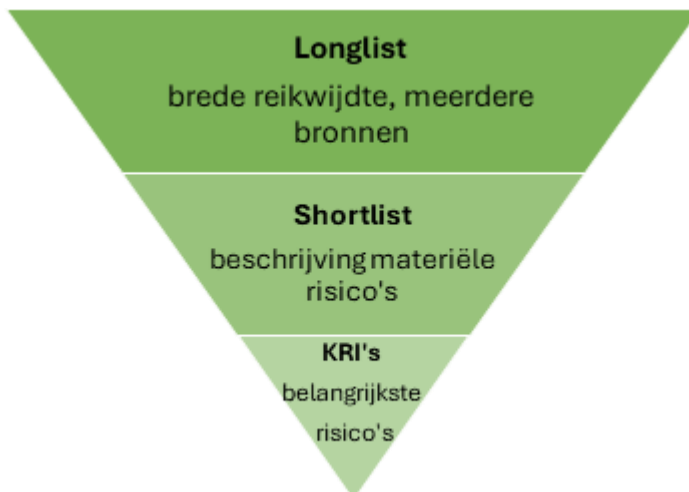 Longlist
brede reikwijdte, meerdere
bronnen
Shortlist
beschrijving materiële
risico's
KRI's
belangrijkste
risico's